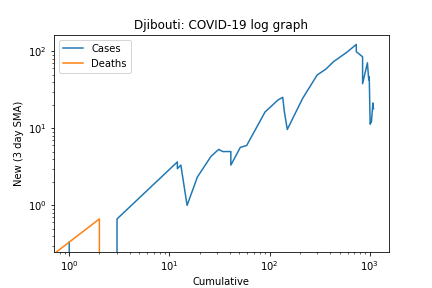 Djibouti: COVID-19 log graph
Cases
Deaths
New (3 day SMA)
10²
10¹
10⁰
10⁰ 10¹ 10² 10³
Cumulative